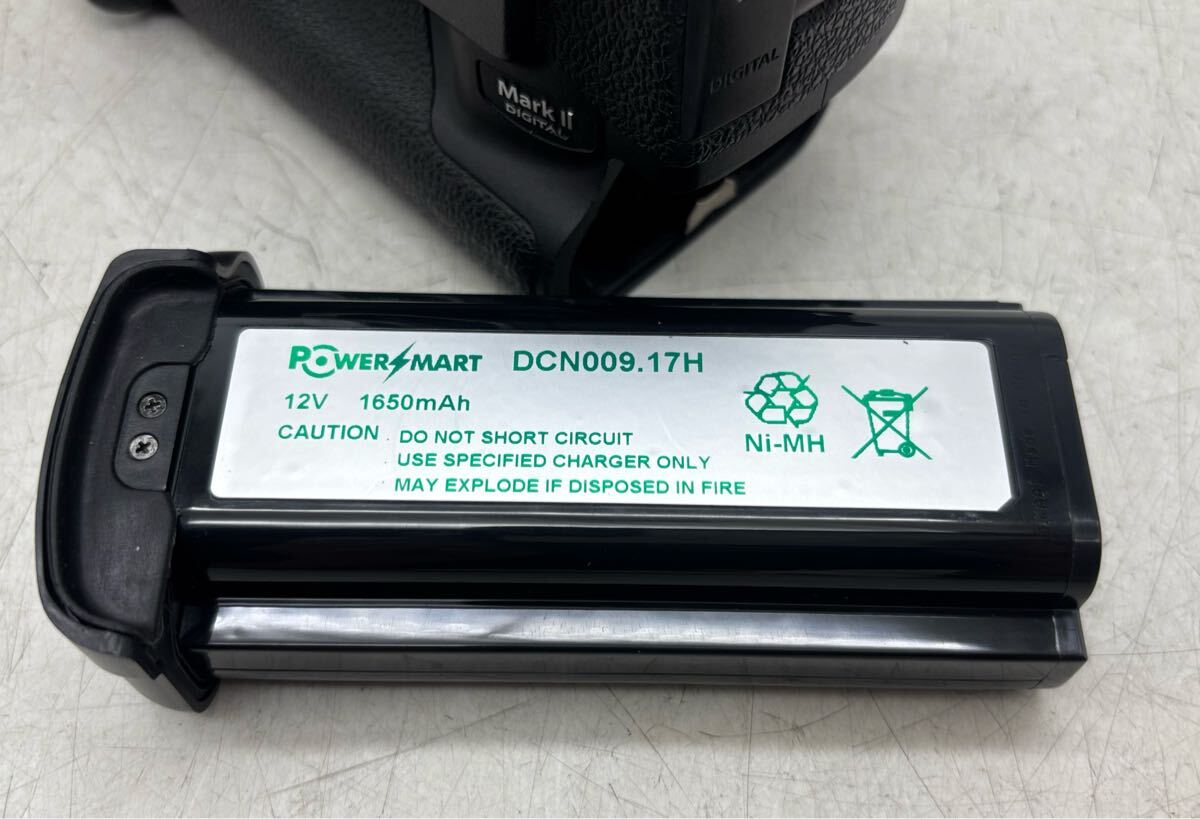 Mark II
DIGITAL
DIGITAL
POWERSMART DCN009.17H
12V 1650mAh
CAUTION DO NOT SHORT CIRCUIT
USE SPECIFIED CHARGER ONLY
MAY EXPLODE IF DISPOSED IN FIRE
Ni-MH